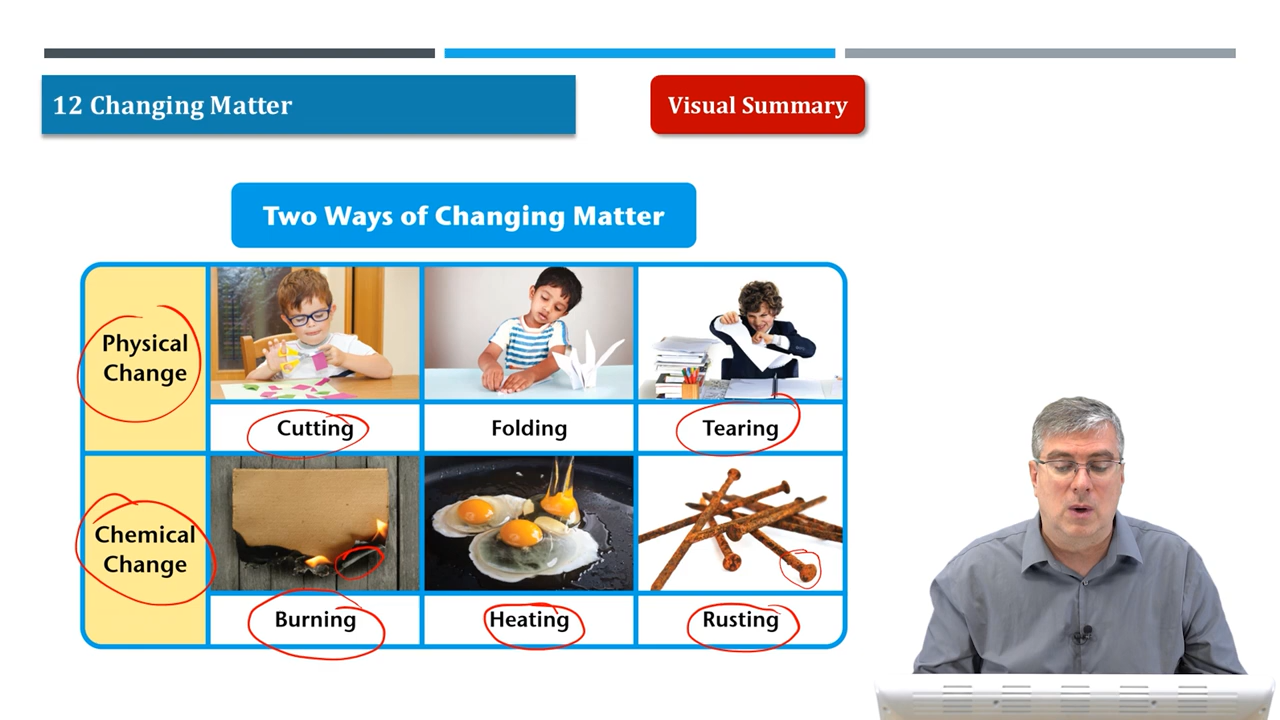 12 Changing Matter
Visual Summary
Two Ways of Changing Matter
Physical
Change
Cutting
Folding
Tearing
Chemical
Change
Burning
Heating
Rusting